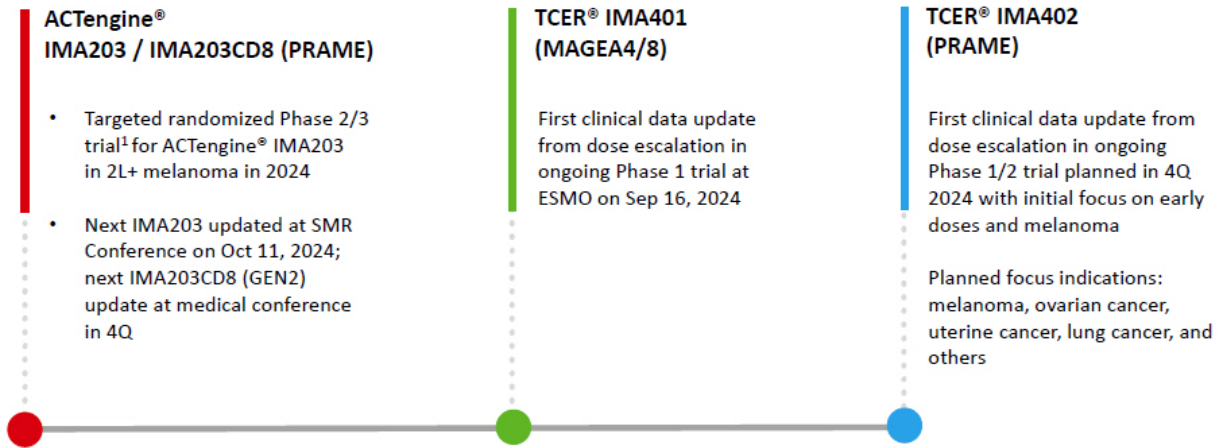 ACTengine®
IMA203 / IMA203CD8 (PRAME)
• Targeted randomized Phase 2/3
trial¹ for ACTengine® IMA203
in 2L+ melanoma in 2024
• Next IMA203 updated at SMR
Conference on Oct 11, 2024;
next IMA203CD8 (GEN2)
update at medical conference
in 4Q
TCER® IMA401
(MAGEA4/8)
First clinical data update
from dose escalation in
ongoing Phase 1 trial at
ESMO on Sep 16, 2024
TCER® IMA402
(PRAME)
First clinical data update from
dose escalation in ongoing
Phase 1/2 trial planned in 4Q
2024 with initial focus on early
doses and melanoma
Planned focus indications:
melanoma, ovarian cancer,
uterine cancer, lung cancer, and
others